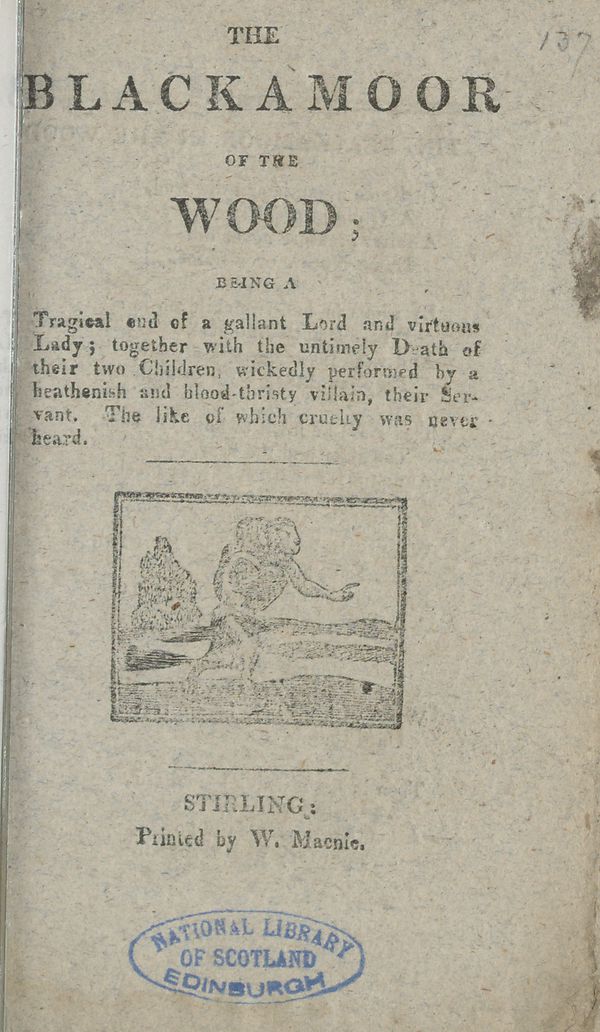 137
THE
BLACKAMOOR
OF THE
WOOD;
BEING A
Tragical end of a gallant Lord and virtuous
Lady; together with the untimely Death of
their two Children, wickedly performed by a
heathenish and blood-thristy villain, their Ser-
vant. The like of which cruelty was never
heard.
STIRLING:
Printed by W. Macnie.
NATIONAL LIBRARY
OF SCOTLAND
EDINBURGH